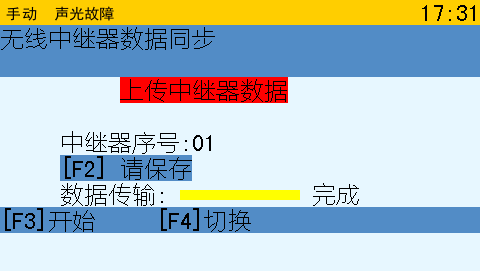 手动 声光故障 17:31
无线中继器数据同步
上传中继器数据
中继器序号:01
[F2] 请保存
数据传输: 完成
[F3]开始 [F4]切换